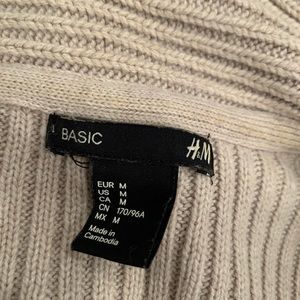 BASIC
H&M
EUR M
US M
CA M
CN 170/96A
MX M
Made in
Cambodia